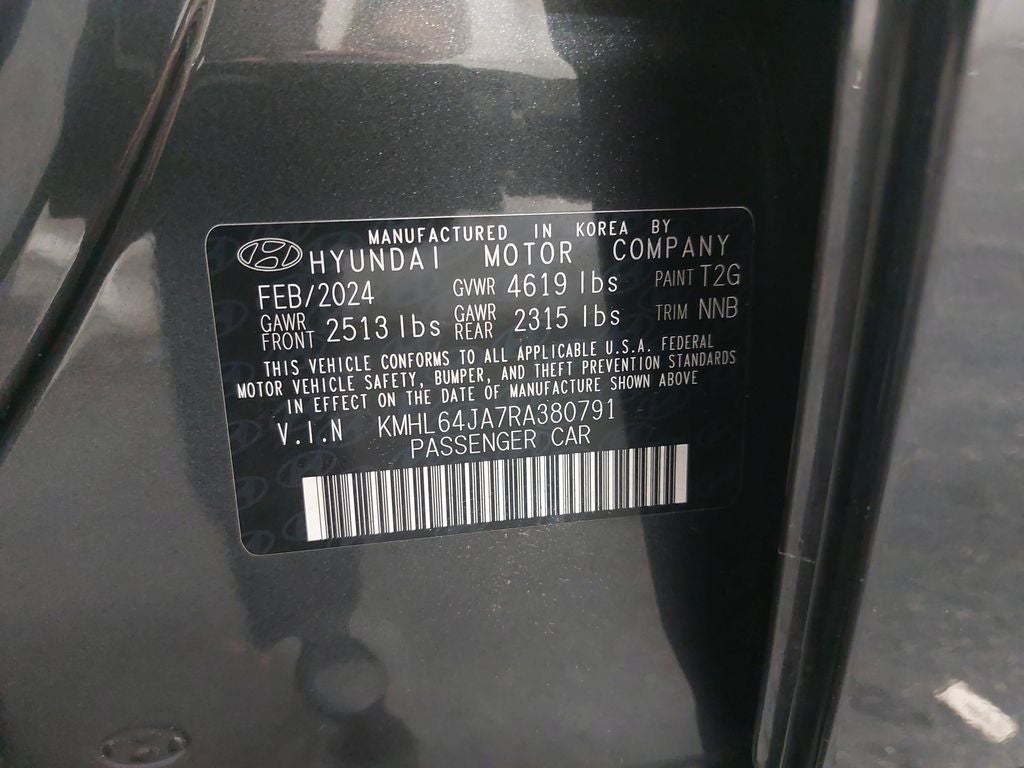 MANUFACTURED IN KOREA BY
HYUNDAI MOTOR COMPANY
FEB/2024 GVWR 4619 lbs PAINT T2G
GAWR FRONT 2513 lbs GAWR REAR 2315 lbs TRIM NNB
THIS VEHICLE CONFORMS TO ALL APPLICABLE U.S.A. FEDERAL
MOTOR VEHICLE SAFETY, BUMPER, AND THEFT PREVENTION STANDARDS
IN EFFECT ON THE DATE OF MANUFACTURE SHOWN ABOVE
V.I.N KMHL64JA7RA380791
PASSENGER CAR